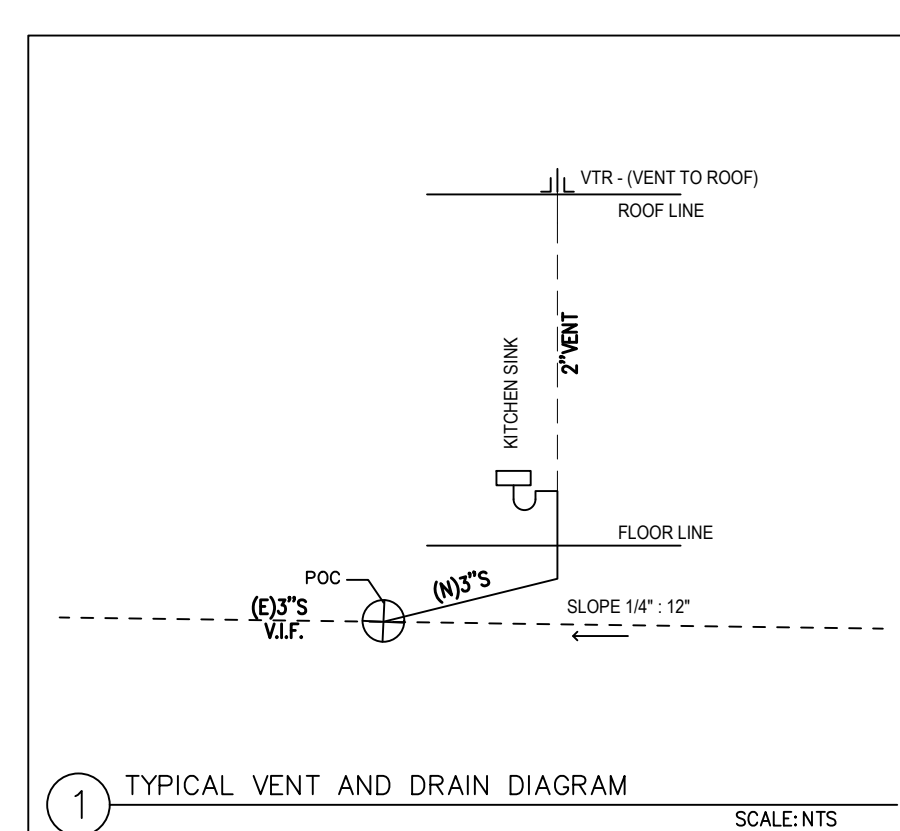 VTR - (VENT TO ROOF)
ROOF LINE
2"VENT
KITCHEN SINK
FLOOR LINE
POC
(N)3"S
(E)3"S
V.I.F.
SLOPE 1/4" : 12"
1
TYPICAL VENT AND DRAIN DIAGRAM
SCALE: NTS